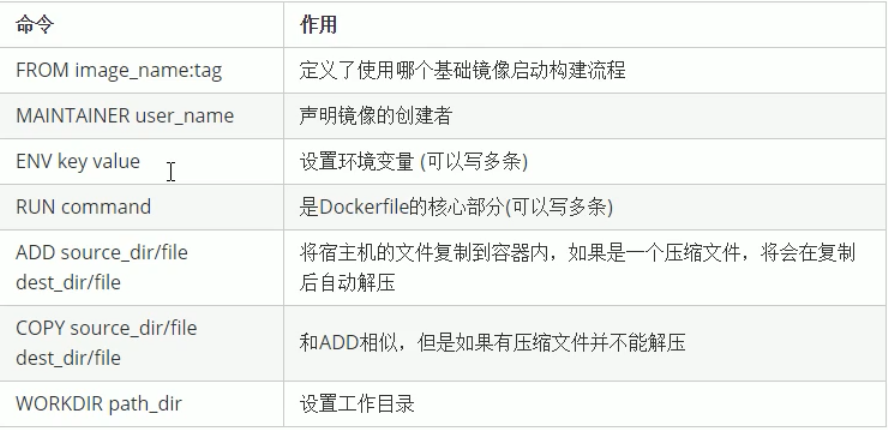 命令 作用
FROM image_name:tag 定义了使用哪个基础镜像启动构建流程
MAINTAINER user_name 声明镜像的创建者
ENV key value 设置环境变量 (可以写多条)
RUN command 是Dockerfile的核心部分(可以写多条)
ADD source_dir/file
dest_dir/file
将宿主机的文件复制到容器内，如果是一个压缩文件，将会在复制
后自动解压
COPY source_dir/file
dest_dir/file
和ADD相似，但是如果有压缩文件并不能解压
WORKDIR path_dir 设置工作目录